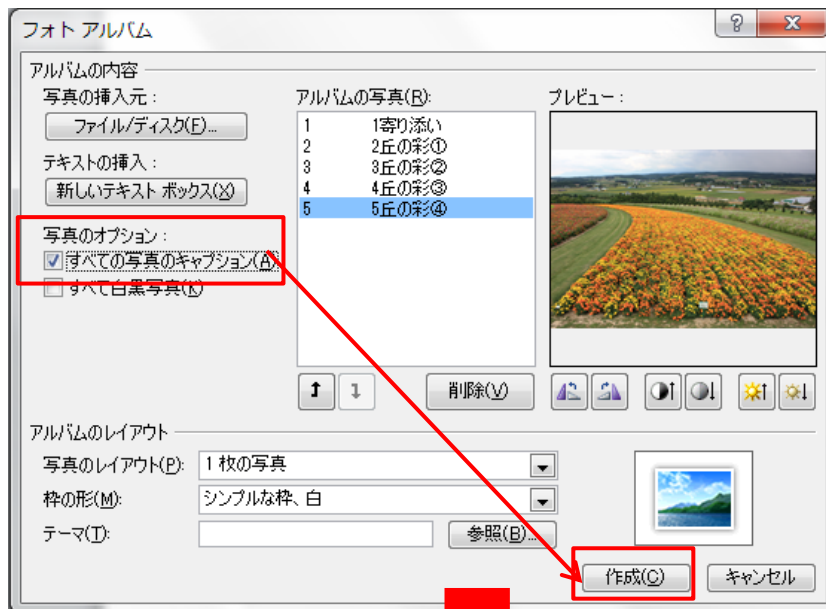 フォト アルバム
アルバムの内容
写真の挿入元：
ファイル/ディスク(F)...
テキストの挿入：
新しいテキスト ボックス(X)
写真のオプション：
すべての写真のキャプション(A)
すべて白黒写真(K)
アルバムの写真(R):
1 1寄り添い
2 2丘の彩①
3 3丘の彩②
4 4丘の彩③
5 5丘の彩④
削除(V)
プレビュー：
アルバムのレイアウト
写真のレイアウト(P): 1 枚の写真
枠の形(M): シンプルな枠、白
テーマ(T): 参照(B)...
作成(C) キャンセル